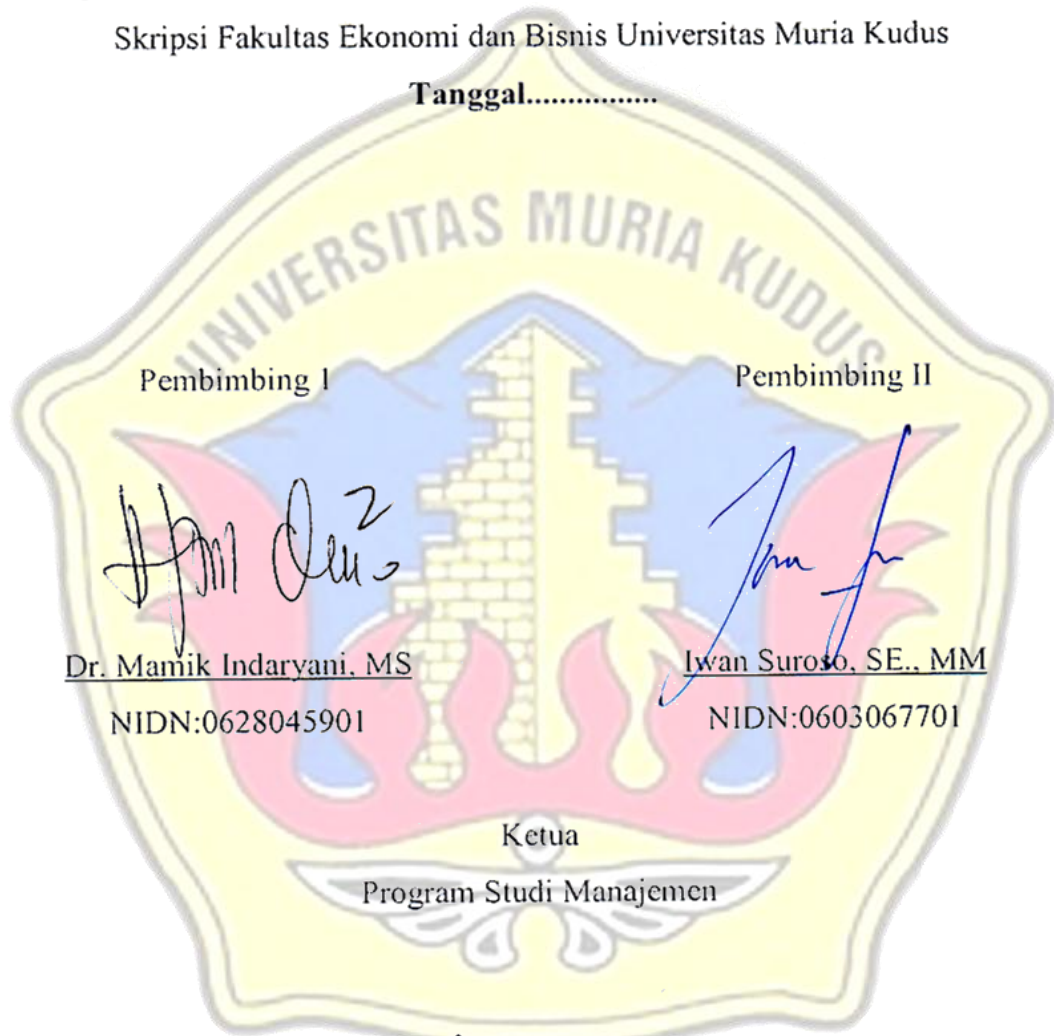 Skripsi Fakultas Ekonomi dan Bisnis Universitas Muria Kudus
Tanggal................
UNIVERSITAS MURIA KUDUS
Pembimbing I
Pembimbing II
Dr. Mamik Indaryani, MS
Iwan Suroso, SE., MM
NIDN:0628045901
NIDN:0603067701
Ketua
Program Studi Manajemen